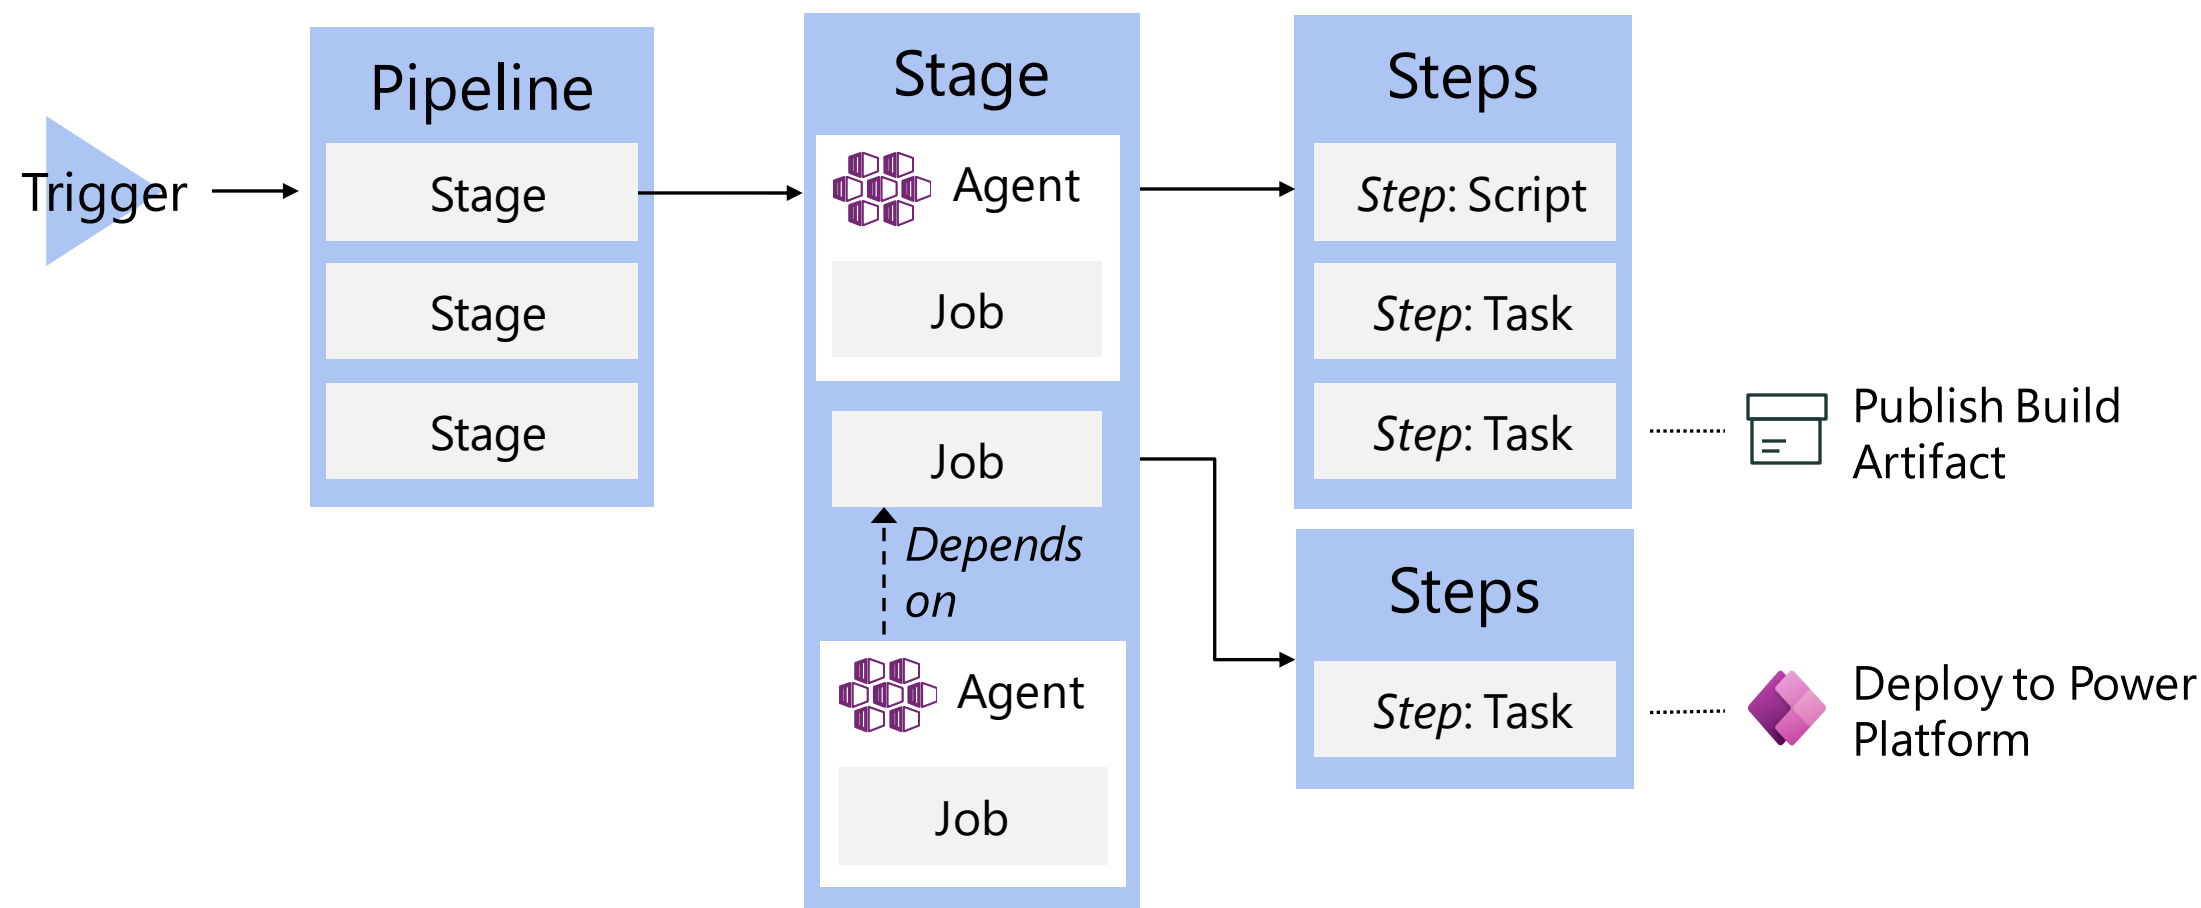 Trigger
Pipeline
Stage
Stage
Stage
Stage
Agent
Job
Job
Depends
on
Agent
Job
Steps
Step: Script
Step: Task
Step: Task
Publish Build
Artifact
Steps
Step: Task
Deploy to Power
Platform